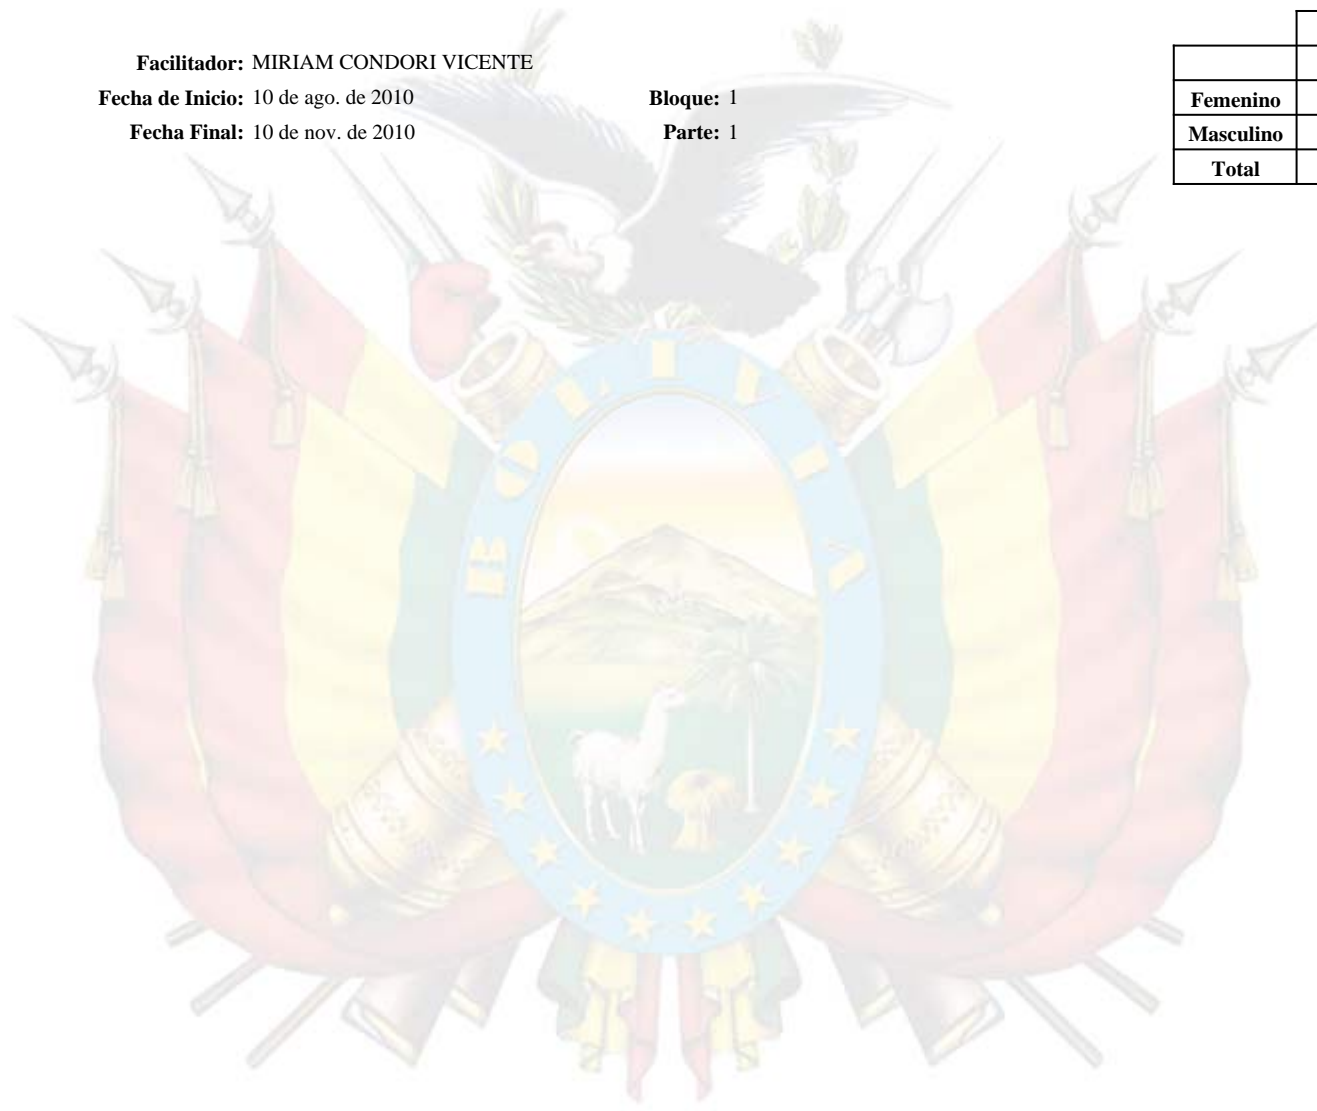 Facilitador: MIRIAM CONDORI VICENTE
Fecha de Inicio: 10 de ago. de 2010 Bloque: 1
Fecha Final: 10 de nov. de 2010 Parte: 1
Femenino
Masculino
Total
BOLIVIA